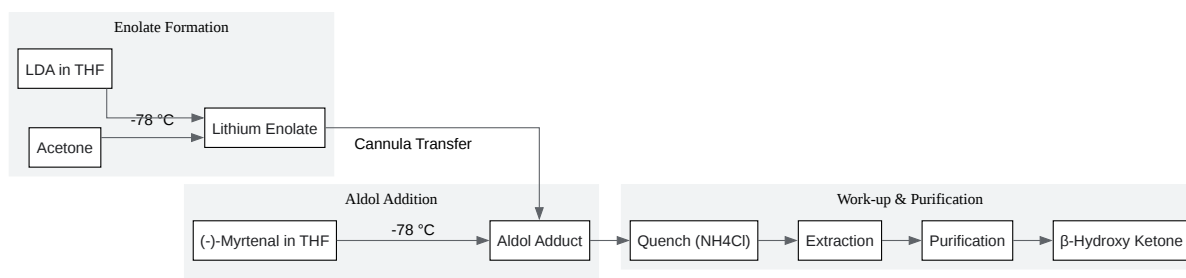 Enolate Formation
LDA in THF
-78 °C
Lithium Enolate
Acetone
Cannula Transfer
Aldol Addition
(-)-Myrtenal in THF
-78 °C
Aldol Adduct
Work-up & Purification
Quench (NH4Cl)
Extraction
Purification
β-Hydroxy Ketone